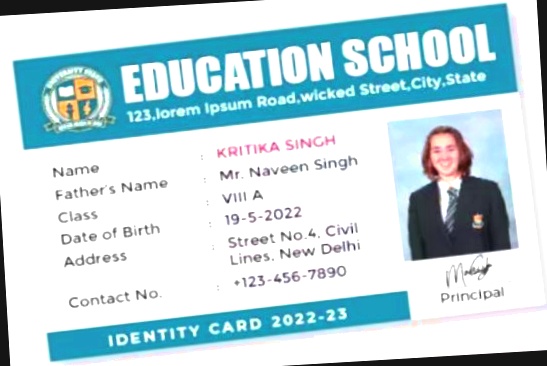 EDUCATION SCHOOL
123,lorem Ipsum Road,wicked Street,City,State
Name : KRITIKA SINGH
Father's Name : Mr. Naveen Singh
Class : VIII A
Date of Birth : 19-5-2022
Address : Street No.4, Civil
Lines, New Delhi
Contact No. : +123-456-7890
Principal
IDENTITY CARD 2022-23